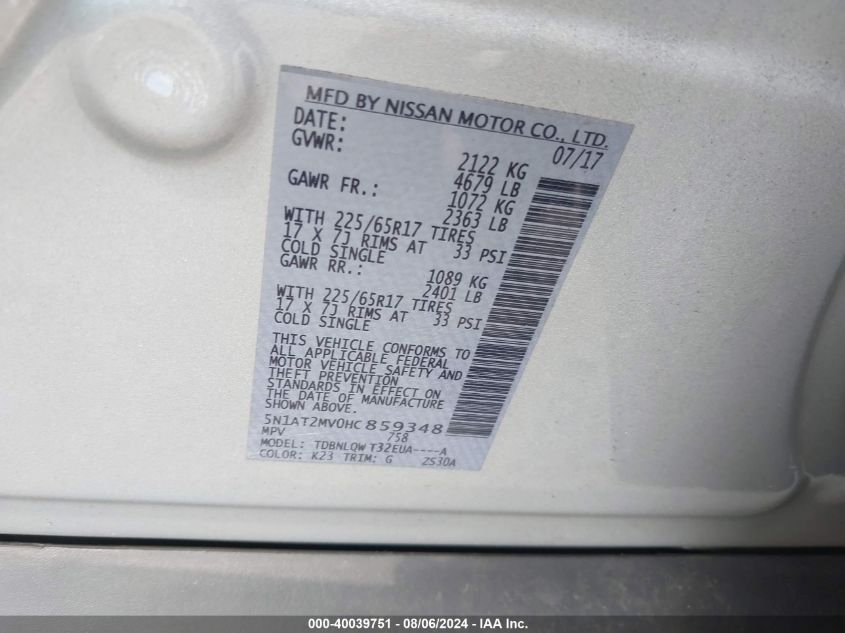 MFD BY NISSAN MOTOR CO., LTD.
DATE: 07/17
GVWR: 2122 KG
4679 LB
GAWR FR.: 1072 KG
2363 LB
WITH 225/65R17 TIRES
17 X 7J RIMS AT 33 PSI
COLD SINGLE
GAWR RR.: 1089 KG
2401 LB
WITH 225/65R17 TIRES
17 X 7J RIMS AT 33 PSI
COLD SINGLE
THIS VEHICLE CONFORMS TO
ALL APPLICABLE FEDERAL
MOTOR VEHICLE SAFETY AND
THEFT PREVENTION
STANDARDS IN EFFECT ON
THE DATE OF MANUFACTURE
SHOWN ABOVE.
5N1AT2MV0HC859348
MPV 758
MODEL: TDBNLQW T32EUA----A
COLOR: K23 TRIM: G 2S30A
000-40039751 - 08/06/2024 - IAA Inc.